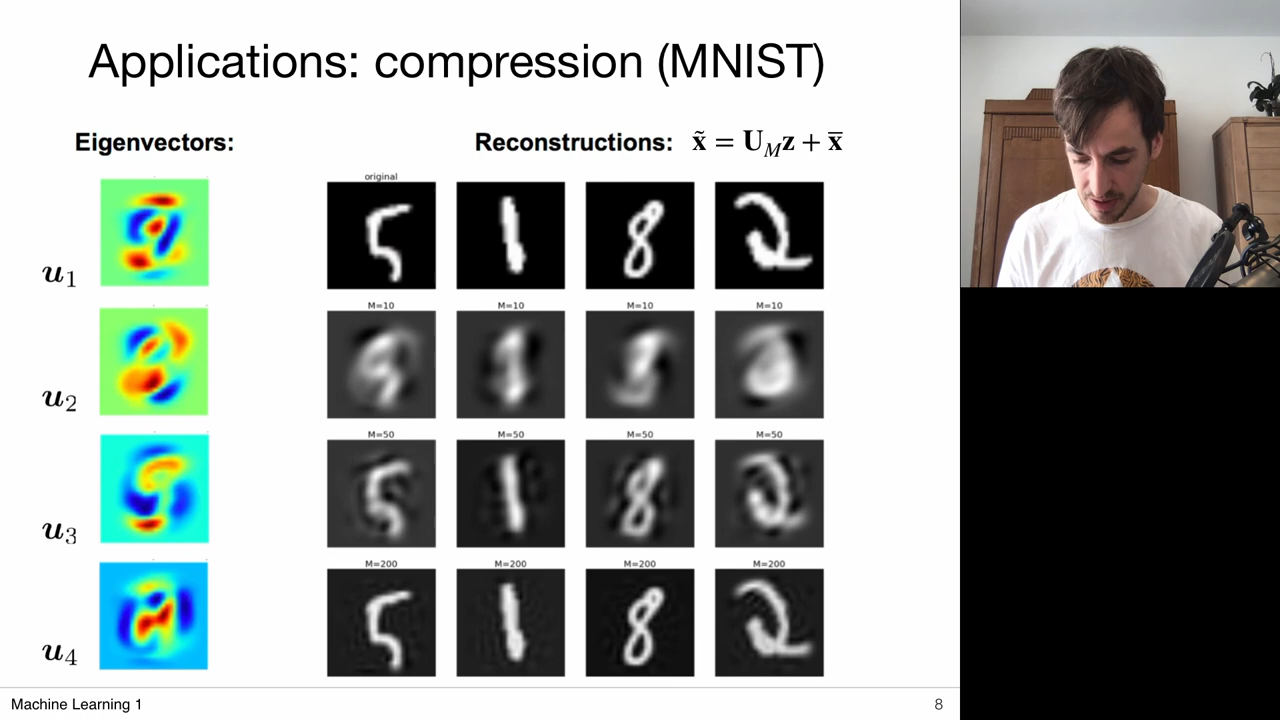 Applications: compression (MNIST)
Eigenvectors:
Reconstructions: x̃ = U_M z + x̄
original
u₁
M=10 M=10 M=10 M=10
u₂
M=50 M=50 M=50 M=50
u₃
M=200 M=200 M=200 M=200
u₄
Machine Learning 1
8